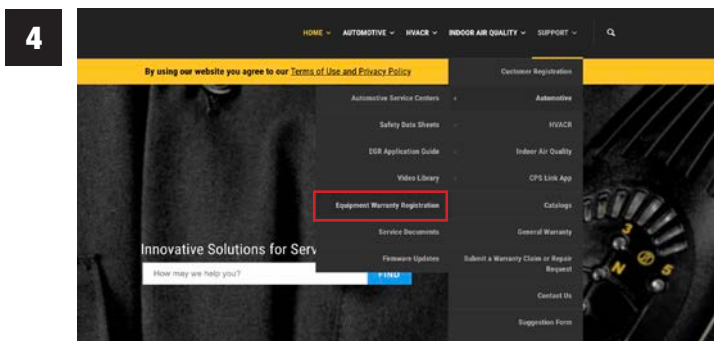 4
HOME AUTOMOTIVE HVACR INDOOR AIR QUALITY SUPPORT
By using our website you agree to our Terms of Use and Privacy Policy
Customer Registration
Automotive Service Centers
Automotive
Safety Data Sheets
HVACR
EGR Application Guide
Indoor Air Quality
Video Library
CPS Link App
Equipment Warranty Registration
Catalogs
Service Documents
General Warranty
Innovative Solutions for Serv
Firmware Updates
Submit a Warranty Claim or Repair
Request
How may we help you?
FIND
Contact Us
Suggestion Form
3
N
5